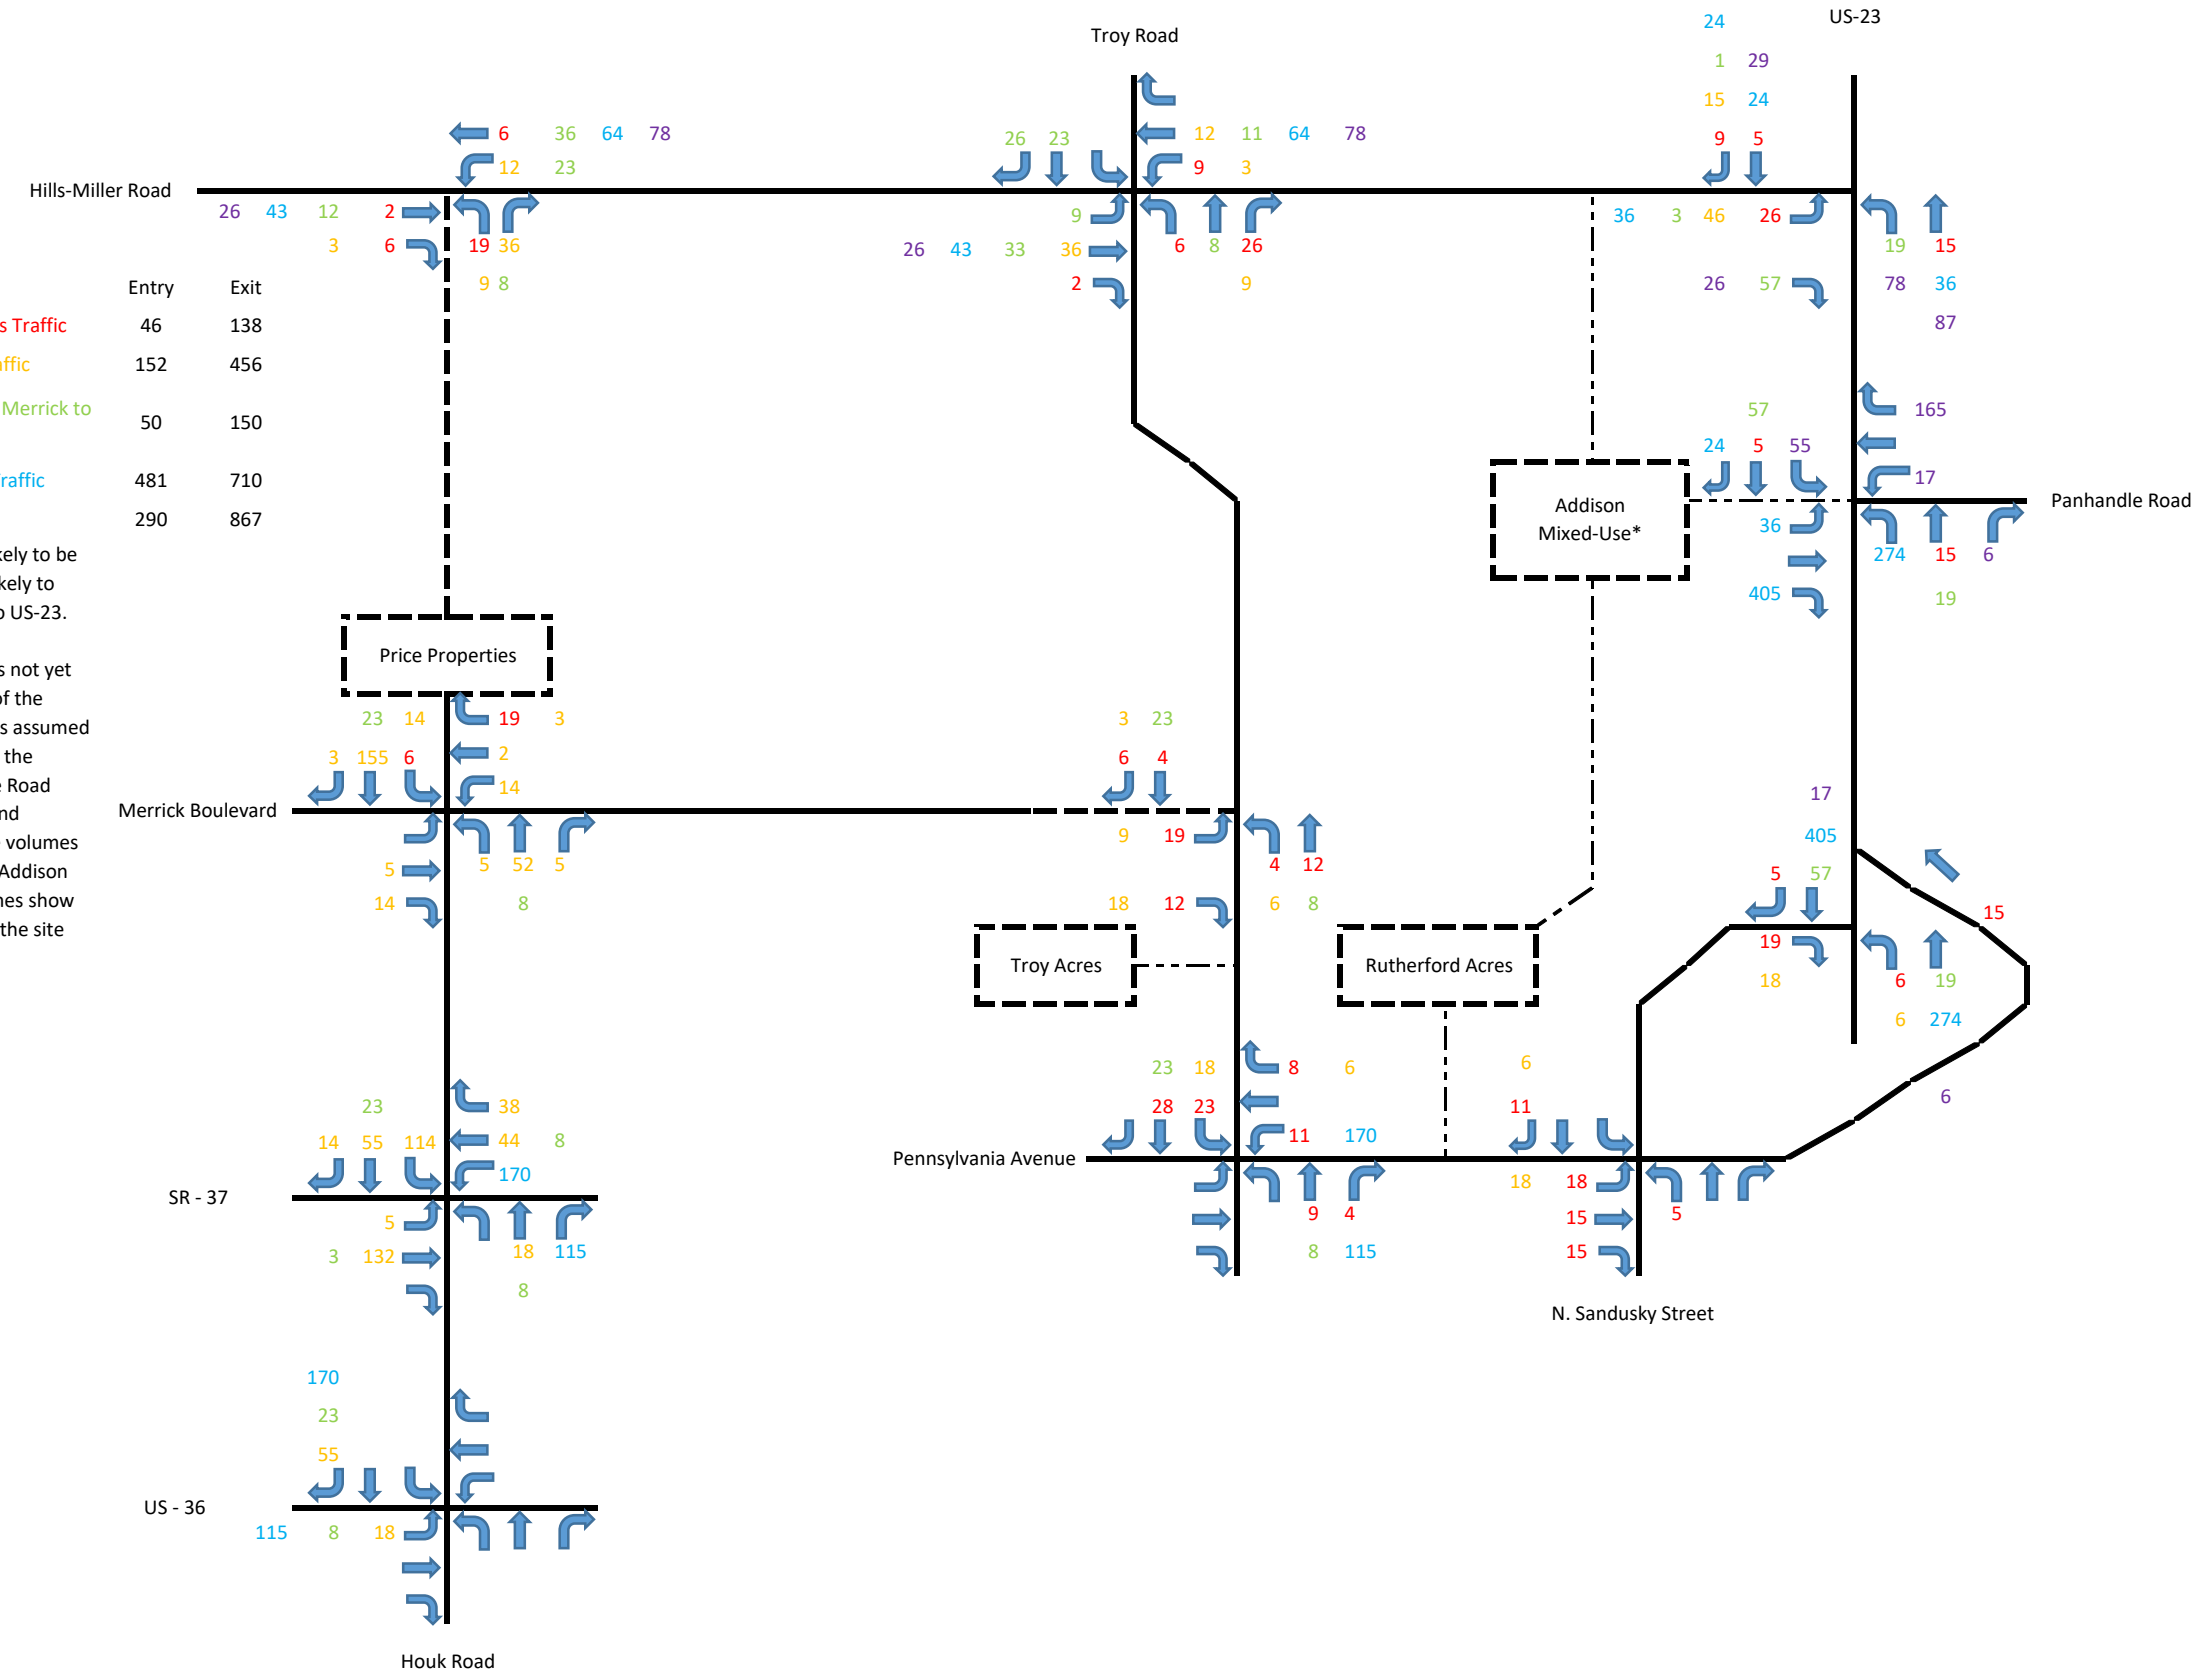 24
US-23
Troy Road
1 29
15 24
6 36 64 78
26 23
12 11 64 78
9 5
12 23
9 3
Hills-Miller Road
26 43 12 2
9
36 3 46 26
3 6 19 36
26 43 33 36
6 8 26
19 15
9 8
2
9
26 57
78 36
Entry Exit
s Traffic 46 138
87
affic 152 456
Merrick to
50 150
57
165
24 5 55
raffic 481 710
17
290 867
Addison
Mixed-Use*
Panhandle Road
36
274 15 6
405
19
kely to be
kely to
o US-23.
Price Properties
s not yet
of the
s assumed
the
e Road
nd
e volumes
Addison
nes show
the site
23 14
19 3
3 23
3 155 6
2
6 4
14
17
Merrick Boulevard
9 19
405
5 52 5
4 12
5
5 57
14
8
18 12
6 8
15
Troy Acres
Rutherford Acres
19
6 19
18
6 274
23 18
8 6
6
6
23
38
28 23
11
14 55 114
44 8
11 170
Pennsylvania Avenue
170
SR - 37
18 18
5
9 4
15
5
3 132
18 115
8 115
15
8
N. Sandusky Street
170
23
55
US - 36
115 8 18
Houk Road